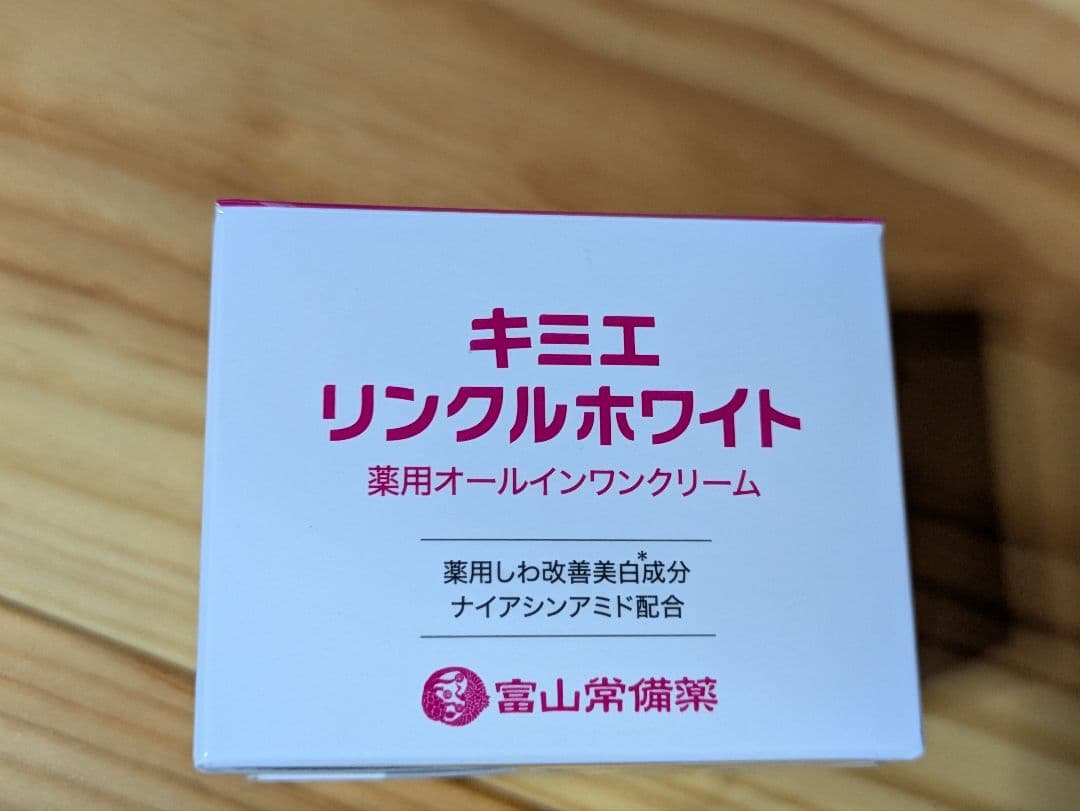 キミエ
リンクルホワイト
薬用オールインワンクリーム
薬用しわ改善美白*成分
ナイアシンアミド配合
富山常備薬